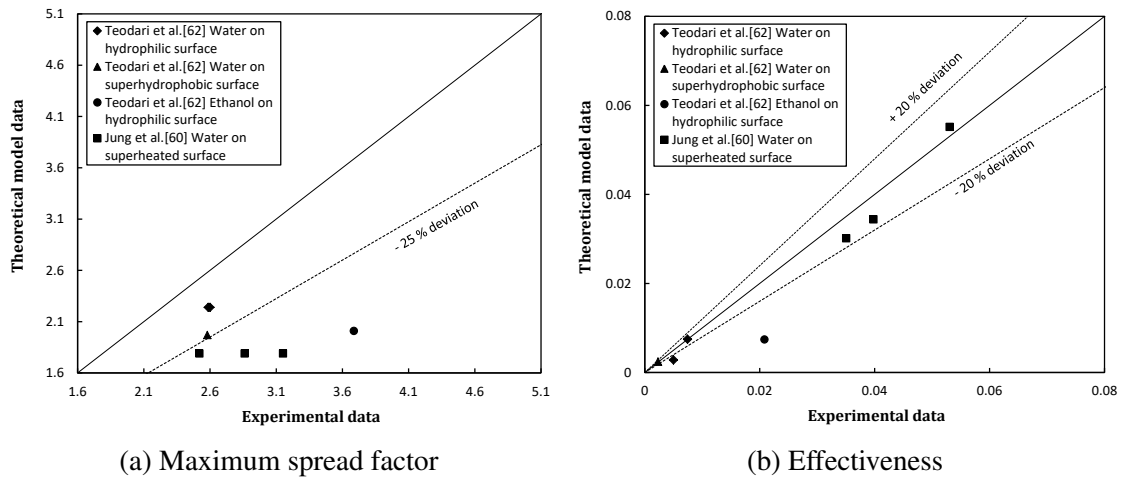 5.1
4.6
4.1
3.6
3.1
2.6
2.1
1.6
Theoretical model data
Teodari et al.[62] Water on
hydrophilic surface
Teodari et al.[62] Water on
superhydrophobic surface
Teodari et al.[62] Ethanol on
hydrophilic surface
Jung et al.[60] Water on
superheated surface
- 25 % deviation
1.6 2.1 2.6 3.1 3.6 4.1 4.6 5.1
Experimental data
(a) Maximum spread factor
0.08
0.06
0.04
0.02
0
Theoretical model data
Teodari et al.[62] Water on
hydrophilic surface
Teodari et al.[62] Water on
superhydrophobic surface
Teodari et al.[62] Ethanol on
hydrophilic surface
Jung et al.[60] Water on
superheated surface
+ 20 % deviation
- 20 % deviation
0 0.02 0.04 0.06 0.08
Experimental data
(b) Effectiveness